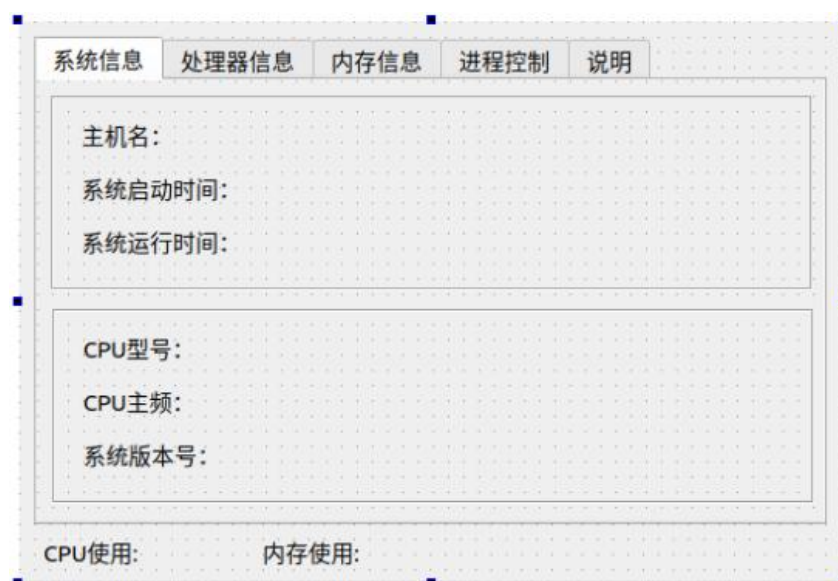 系统信息 处理器信息 内存信息 进程控制 说明
主机名：
系统启动时间：
系统运行时间：
CPU型号：
CPU主频：
系统版本号：
CPU使用: 内存使用: